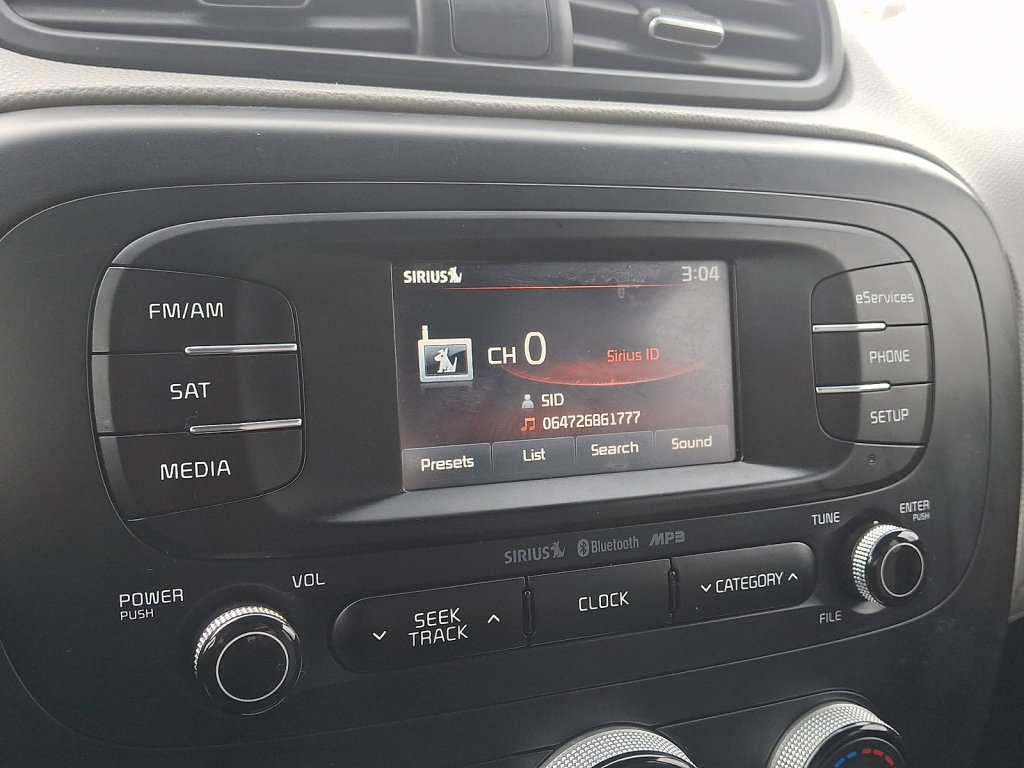 SIRIUS
3:04
FM/AM
eServices
CH 0
Sirius ID
PHONE
SAT
SID
064726861777
SETUP
MEDIA
Presets
List
Search
Sound
SIRIUS
Bluetooth
MP3
TUNE
ENTER
PUSH
POWER
PUSH
VOL
SEEK
TRACK
CLOCK
CATEGORY
FILE